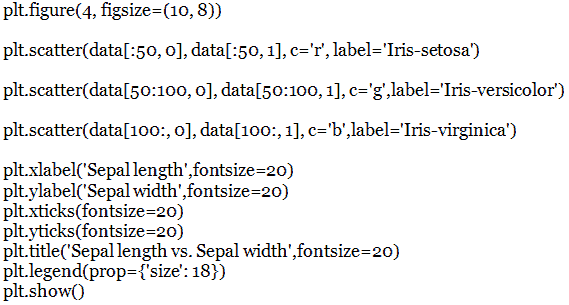 plt.figure(4, figsize=(10, 8))
plt.scatter(data[:50, 0], data[:50, 1], c='r', label='Iris-setosa')
plt.scatter(data[50:100, 0], data[50:100, 1], c='g',label='Iris-versicolor')
plt.scatter(data[100:, 0], data[100:, 1], c='b',label='Iris-virginica')
plt.xlabel('Sepal length',fontsize=20)
plt.ylabel('Sepal width',fontsize=20)
plt.xticks(fontsize=20)
plt.yticks(fontsize=20)
plt.title('Sepal length vs. Sepal width',fontsize=20)
plt.legend(prop={'size': 18})
plt.show()